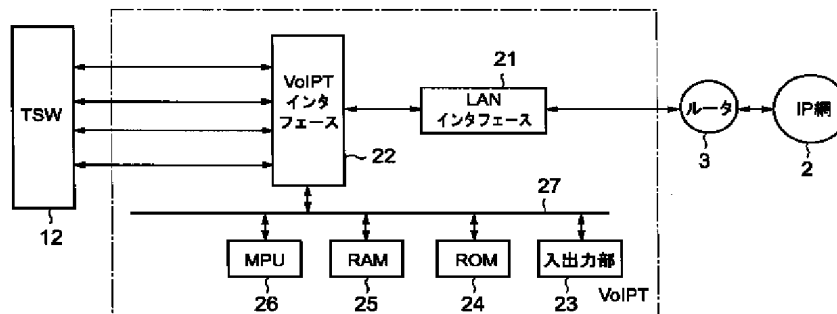 TSW
12
VoIPT
インタ
フェース
22
21
LAN
インタフェース
ルータ
3
IP網
2
27
MPU
26
RAM
25
ROM
24
入出力部
23
VoIPT